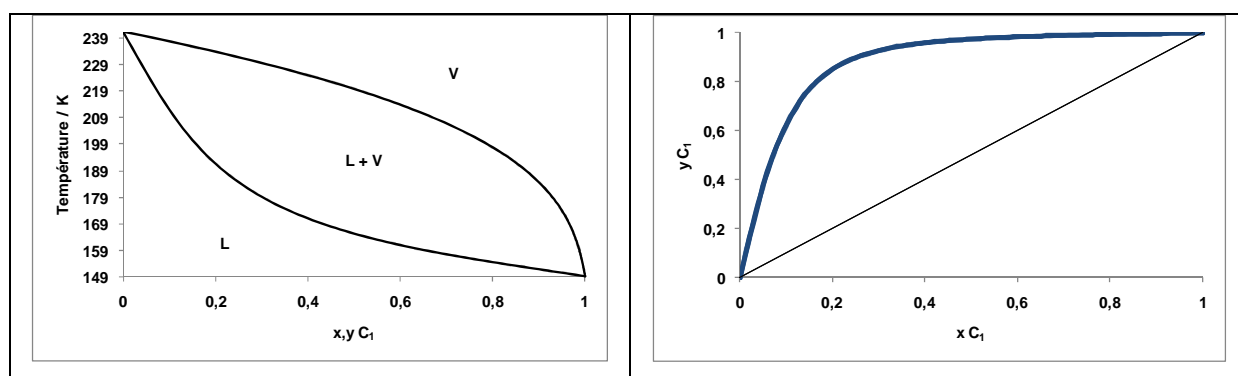 Température / K
239
229
219
209
199
189
179
169
159
149
V
L + V
L
0 0,2 0,4 0,6 0,8 1
x,y C₁
y C₁
1
0,8
0,6
0,4
0,2
0
0 0,2 0,4 0,6 0,8 1
x C₁